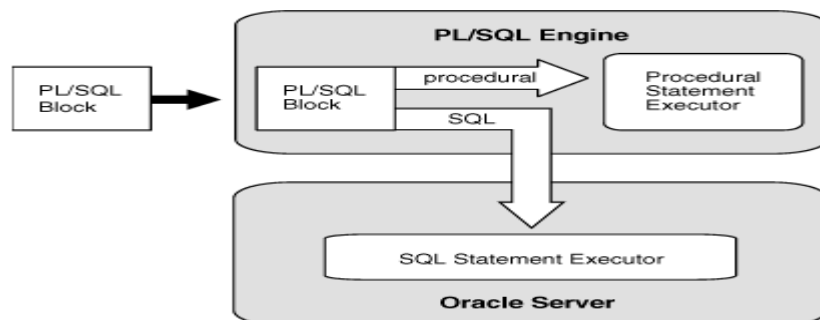 PL/SQL Engine
PL/SQL
Block
PL/SQL
Block
procedural
SQL
Procedural
Statement
Executor
SQL Statement Executor
Oracle Server